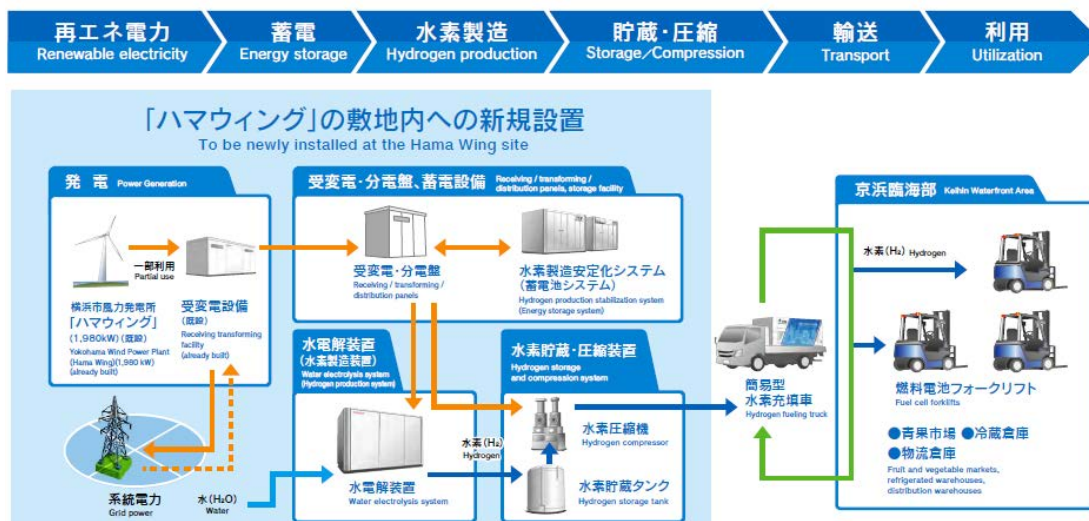 再エネ電力
Renewable electricity
蓄電
Energy storage
水素製造
Hydrogen production
貯蔵・圧縮
Storage／Compression
輸送
Transport
利用
Utilization
「ハマウィング」の敷地内への新規設置
To be newly installed at the Hama Wing site
発電 Power Generation
一部利用
Partial use
横浜市風力発電所
「ハマウィング」
(1,980kW)(既設)
Yokohama Wind Power Plant
(Hama Wing)(1,980 kW)
(already built)
受変電設備
(既設)
Receiving transforming
facility
(already built)
系統電力
Grid power
水(H₂O)
Water
受変電・分電盤、蓄電設備 Receiving / transforming /
distribution panels, storage facility
受変電・分電盤
Receiving / transforming /
distribution panels
水素製造安定化システム
(蓄電池システム)
Hydrogen production stabilization system
(Energy storage system)
水電解装置
(水素製造装置)
Water electrolysis system
(Hydrogen production system)
水電解装置
Water electrolysis system
水素(H₂)
Hydrogen
水素貯蔵・圧縮装置
Hydrogen storage
and compression system
水素圧縮機
Hydrogen compressor
水素貯蔵タンク
Hydrogen storage tank
簡易型
水素充填車
Hydrogen fueling truck
京浜臨海部 Keihin Waterfront Area
水素(H₂) Hydrogen
燃料電池フォークリフト
Fuel cell forklifts
●青果市場 ●冷蔵倉庫
●物流倉庫
Fruit and vegetable markets,
refrigerated warehouses,
distribution warehouses